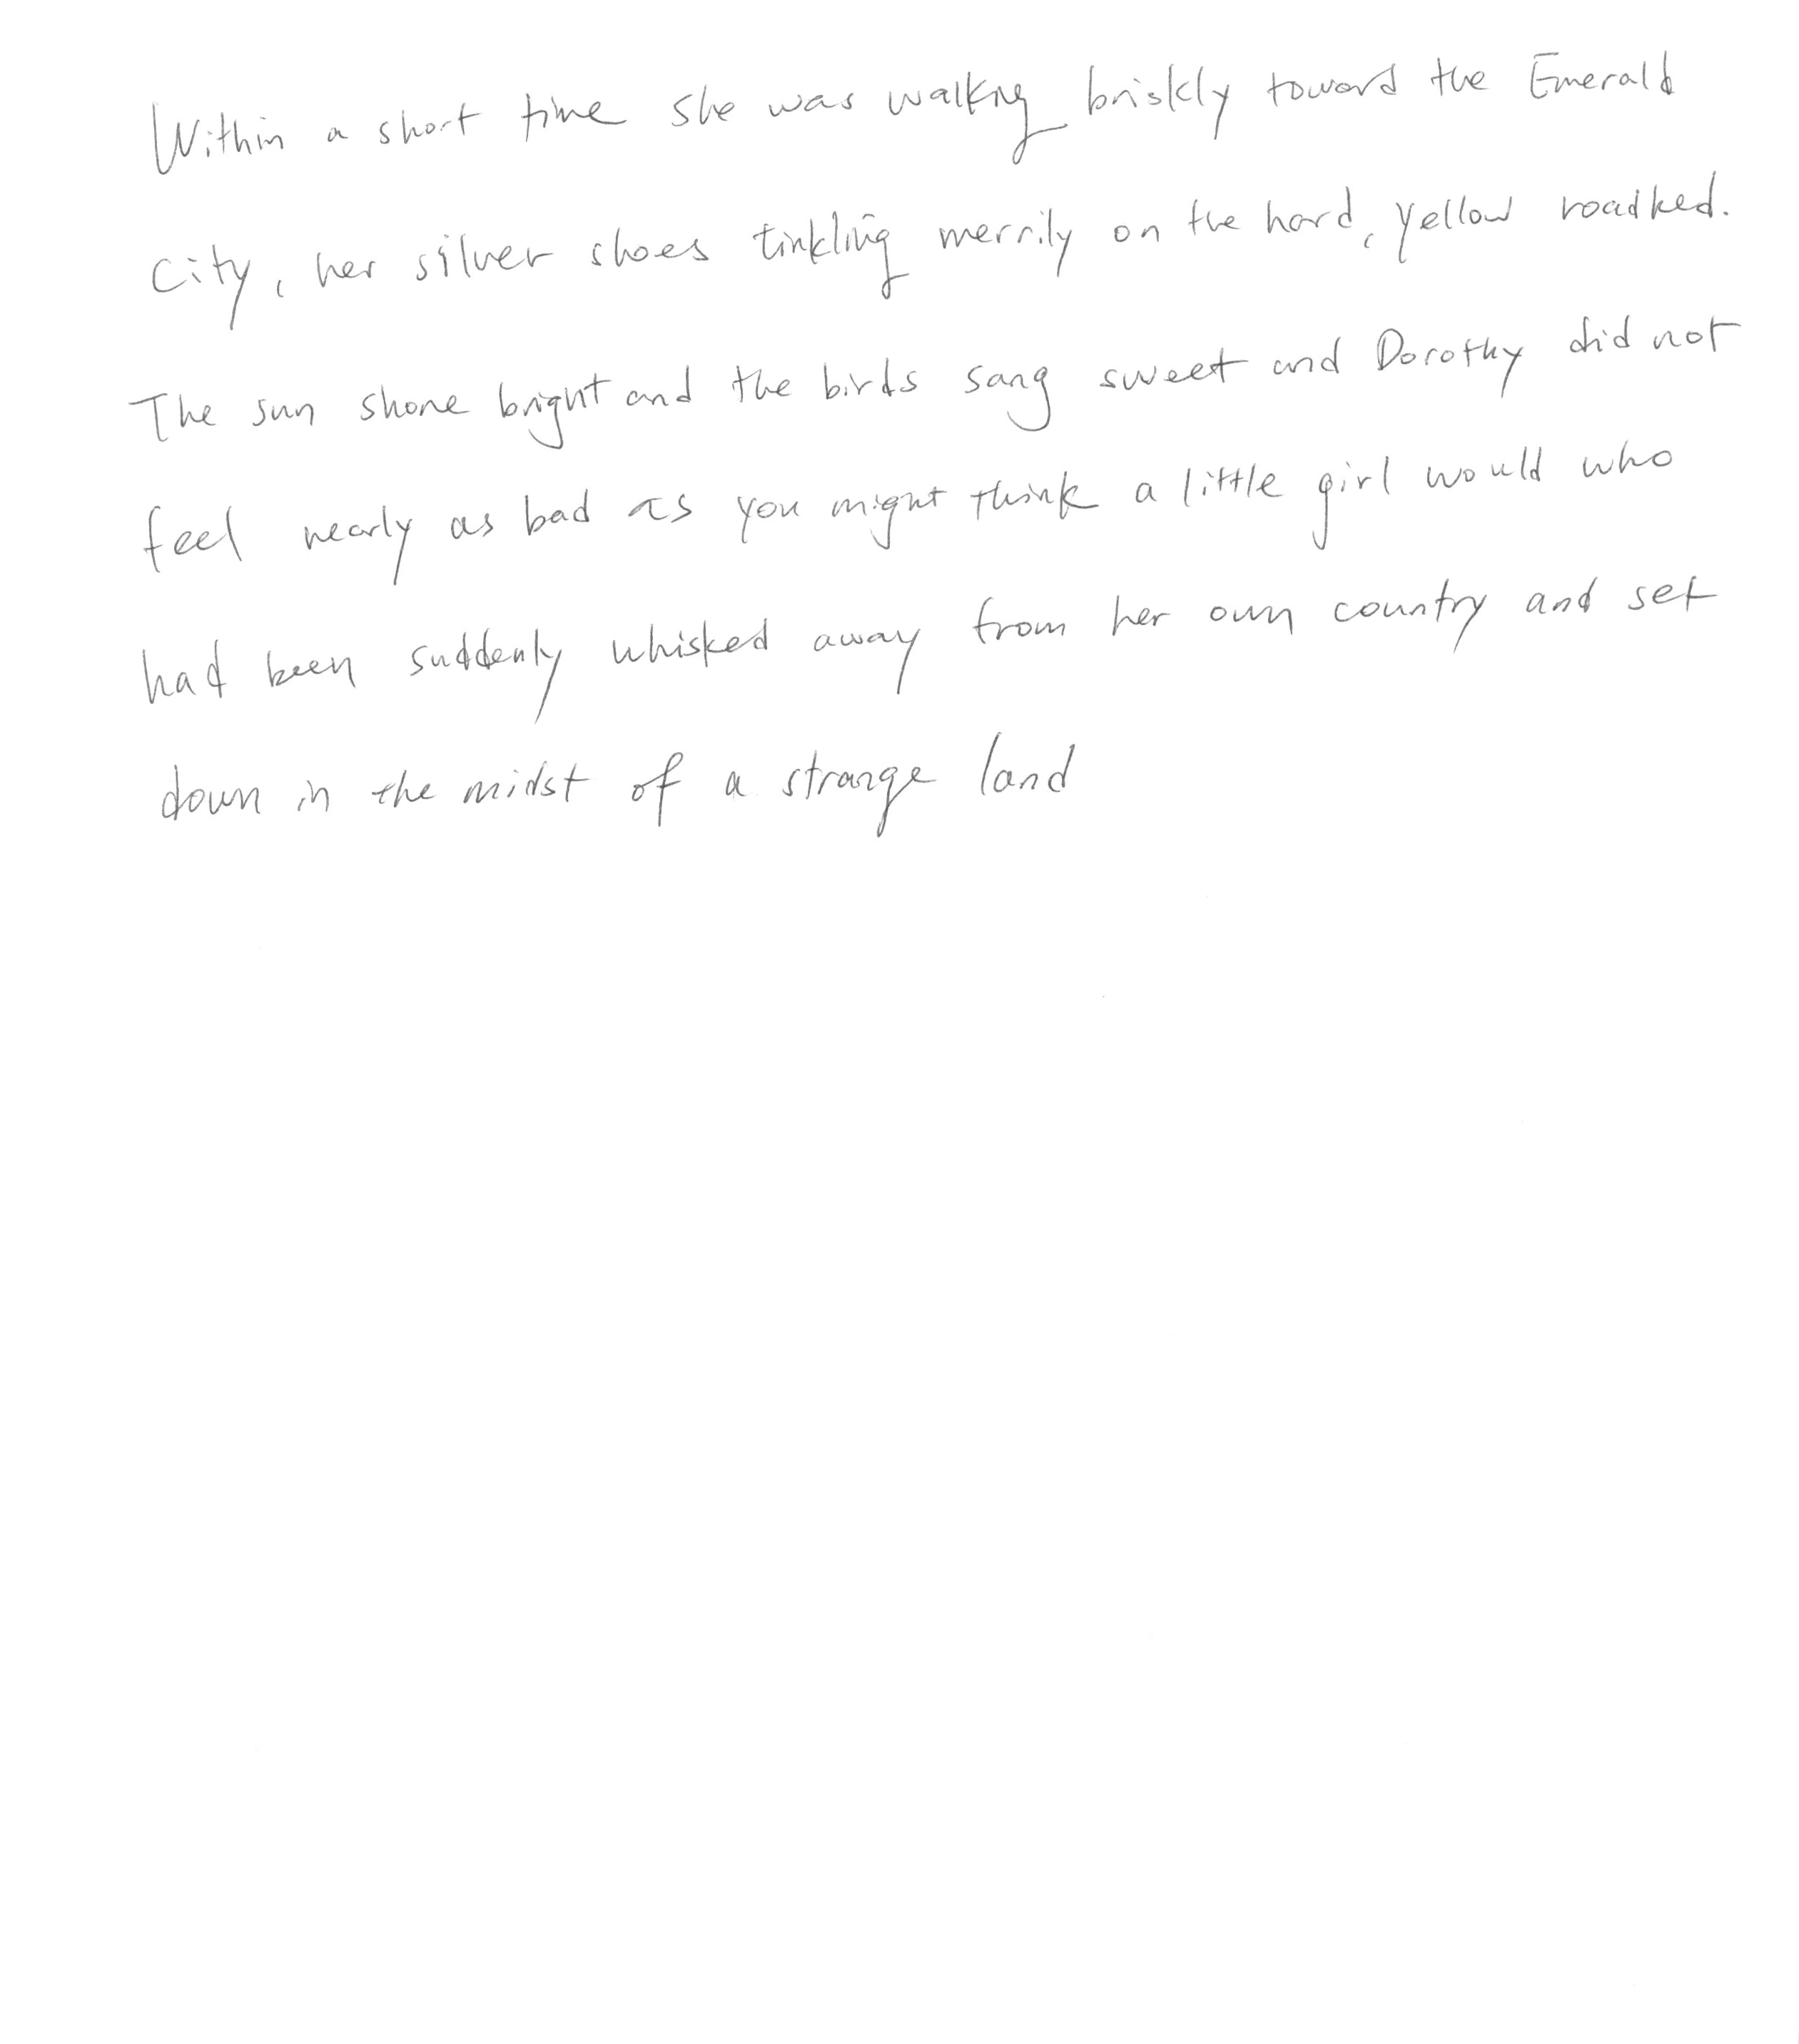 Within a short time she was walking briskly toward the Emerald
City, her silver shoes tinkling merrily on the hard, yellow roadbed.
The sun shone bright and the birds sang sweet and Dorothy did not
feel nearly as bad as you might think a little girl would who
had been suddenly whisked away from her own country and set
down in the midst of a strange land